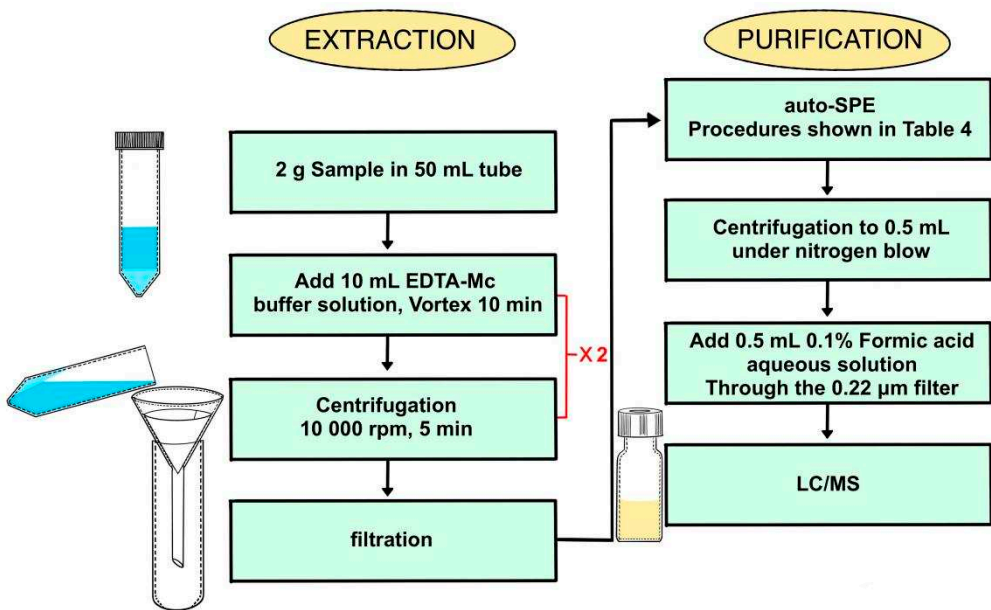 EXTRACTION
2 g Sample in 50 mL tube
Add 10 mL EDTA-Mc
buffer solution, Vortex 10 min
X 2
Centrifugation
10 000 rpm, 5 min
filtration
PURIFICATION
auto-SPE
Procedures shown in Table 4
Centrifugation to 0.5 mL
under nitrogen blow
Add 0.5 mL 0.1% Formic acid
aqueous solution
Through the 0.22 μm filter
LC/MS